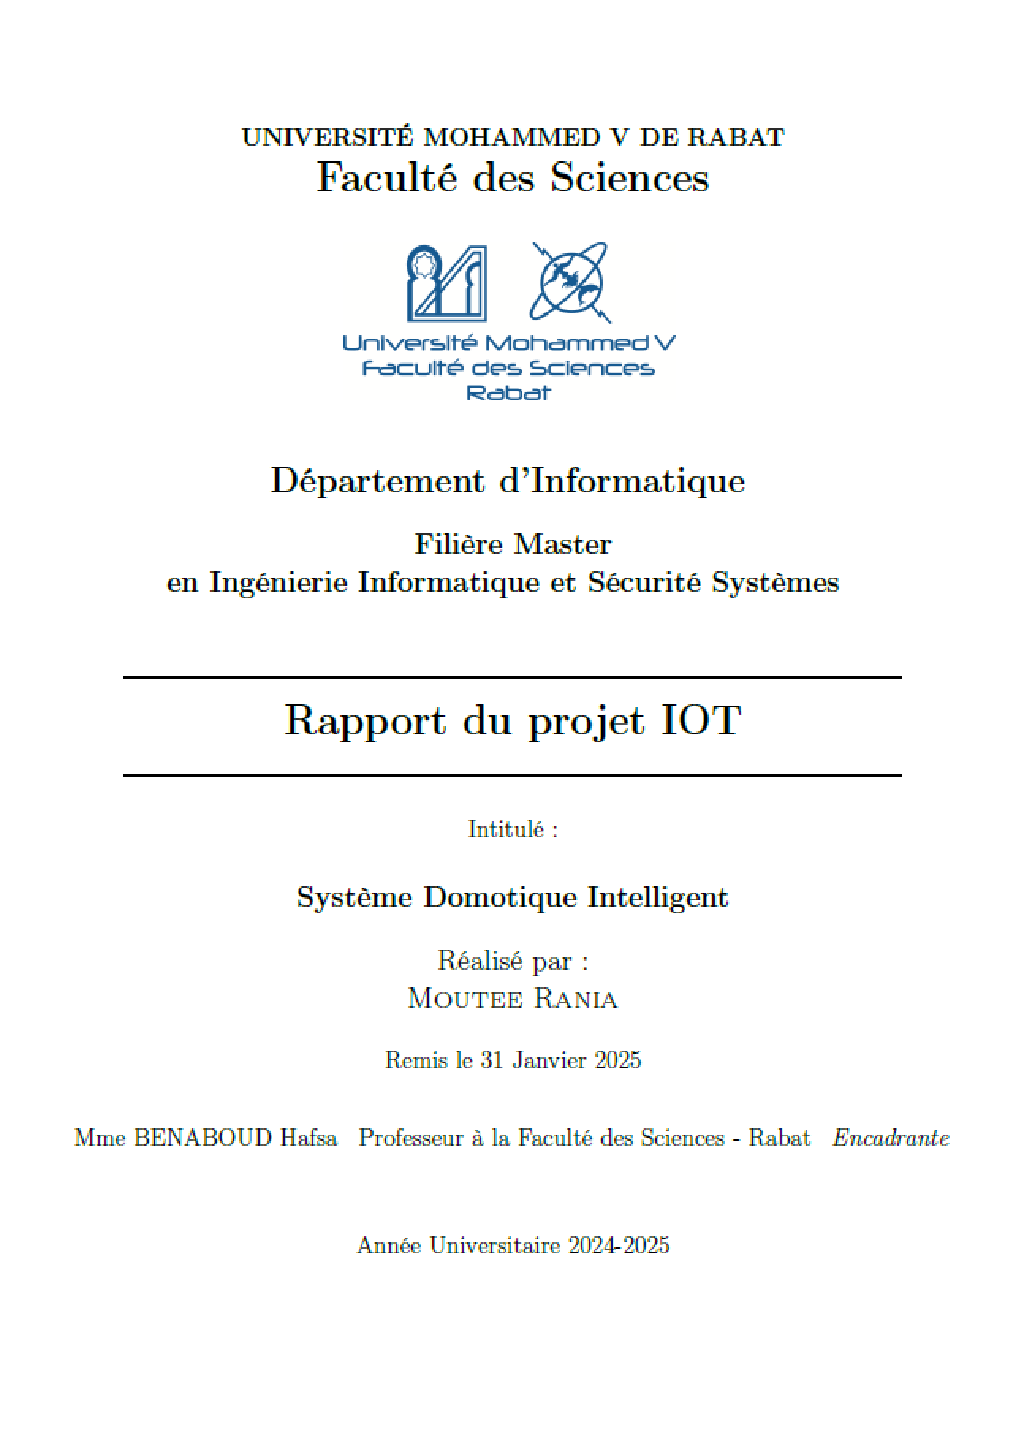 UNIVERSITÉ MOHAMMED V DE RABAT
Faculté des Sciences
Université Mohammed V
Faculté des Sciences
Rabat
Département d'Informatique
Filière Master
en Ingénierie Informatique et Sécurité Systèmes
Rapport du projet IOT
Intitulé :
Système Domotique Intelligent
Réalisé par :
MOUTEE RANIA
Remis le 31 Janvier 2025
Mme BENABOUD Hafsa Professeur à la Faculté des Sciences - Rabat Encadrante
Année Universitaire 2024-2025